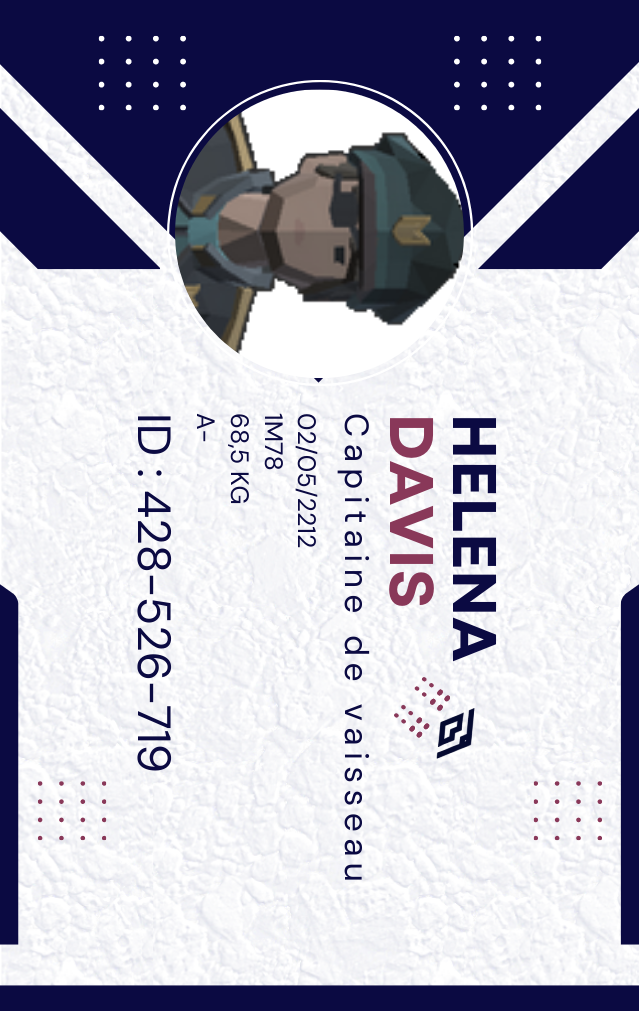 HELENA
DAVIS
Capitaine de vaisseau
02/05/2212
1M78
68,5 KG
A-
ID : 428-526-719